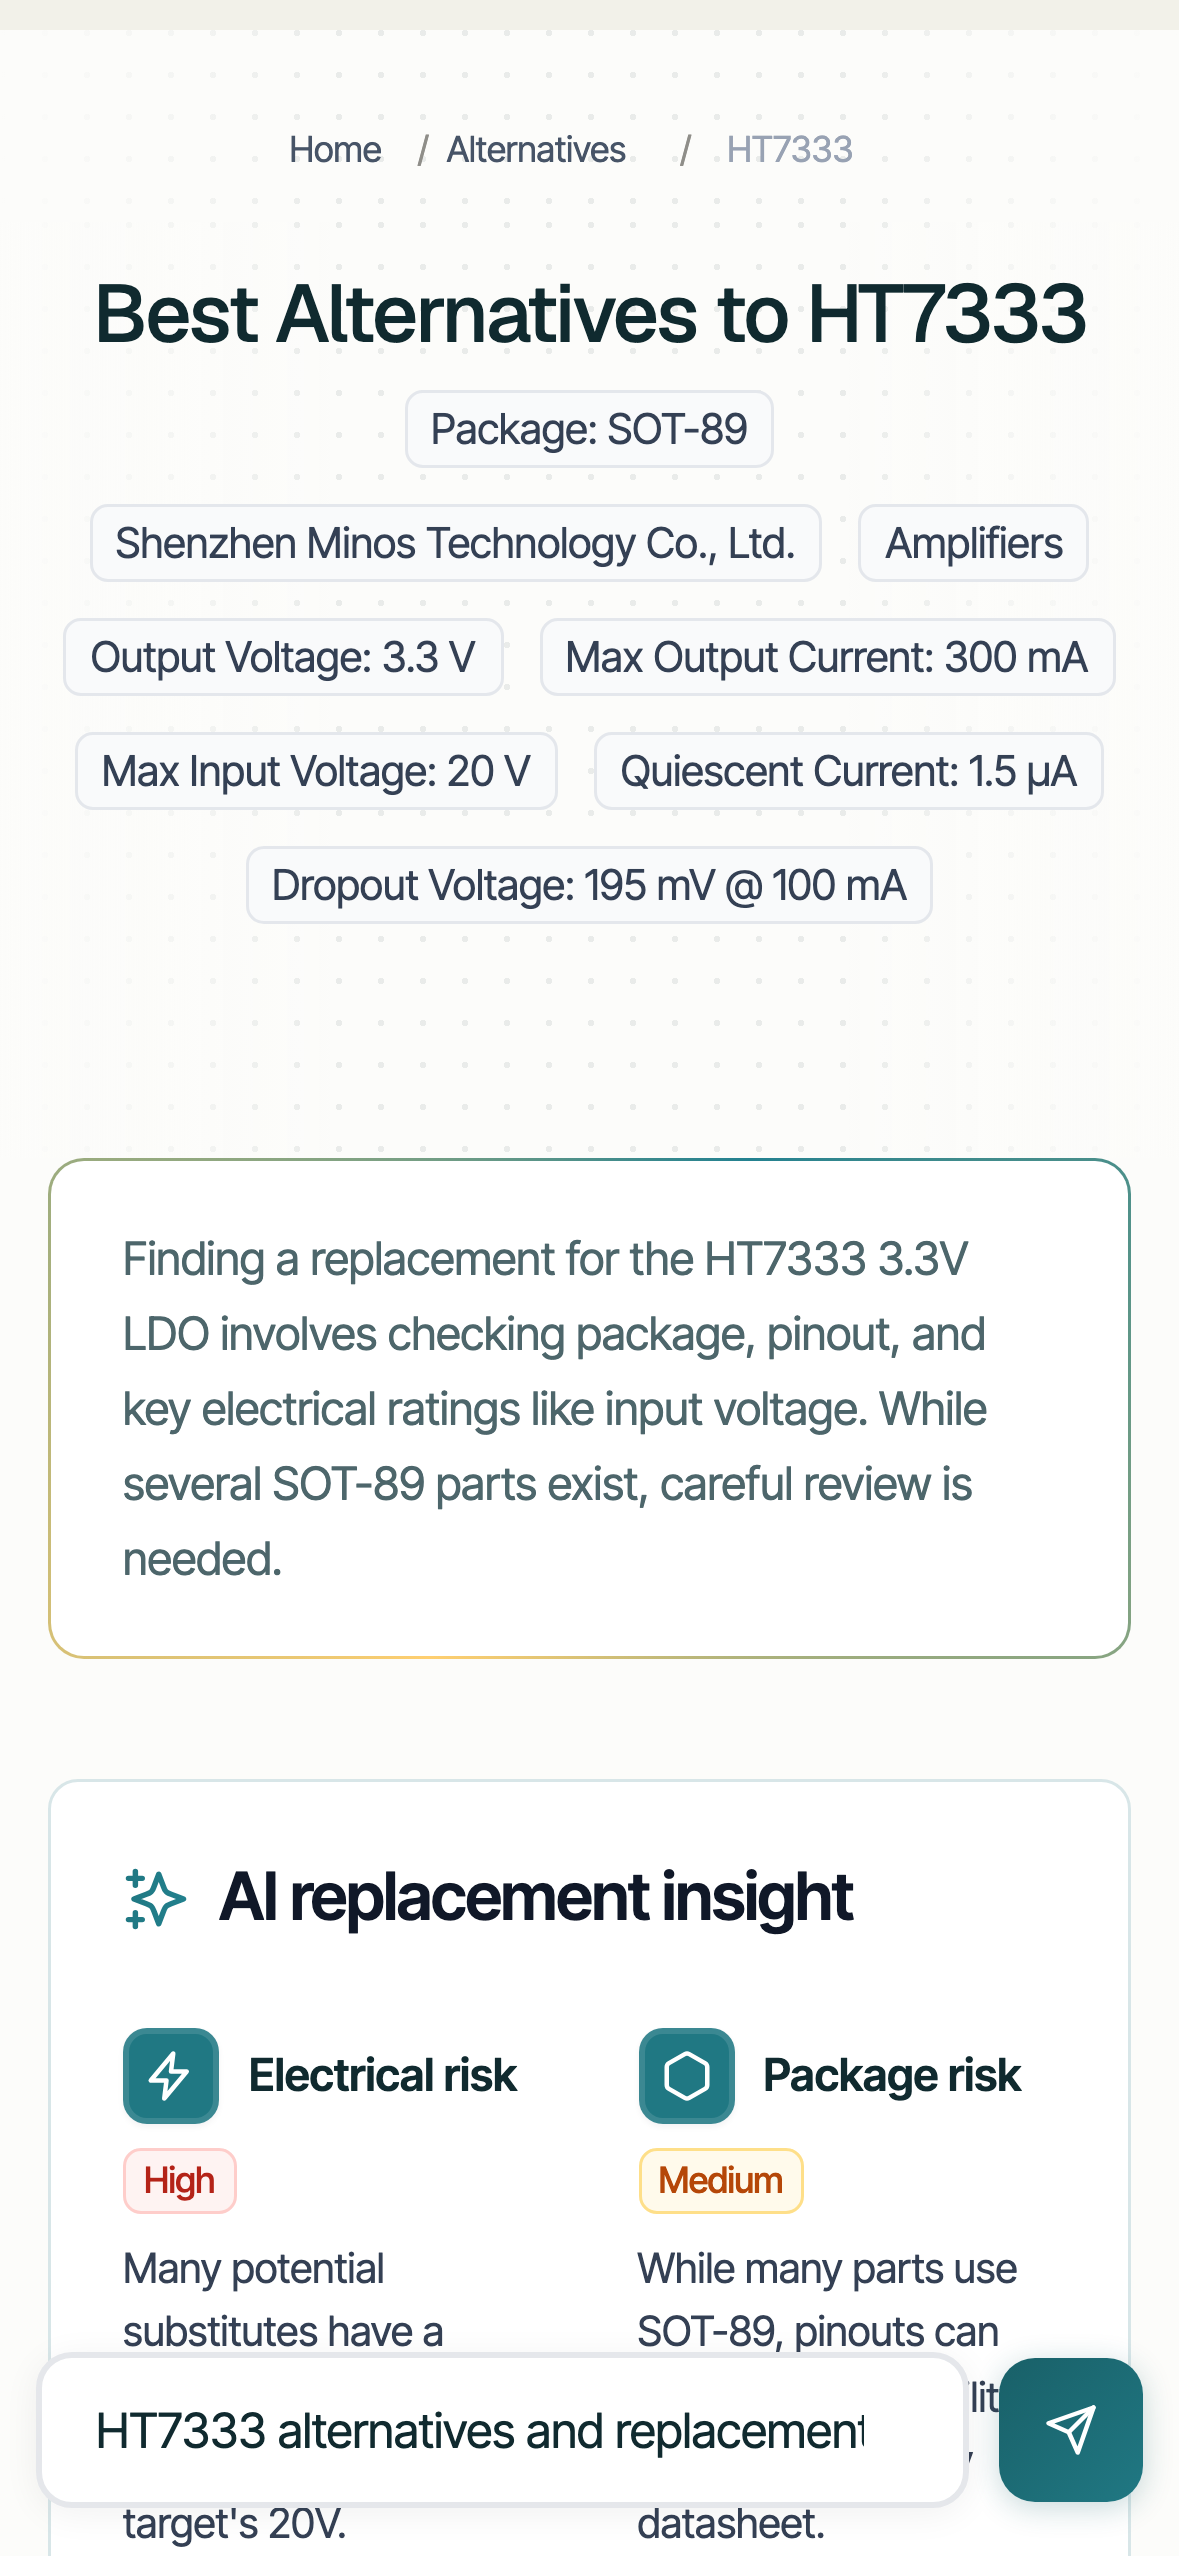 Home / Alternatives / HT7333
Best Alternatives to HT7333
Package: SOT-89
Shenzhen Minos Technology Co., Ltd. Amplifiers
Output Voltage: 3.3 V Max Output Current: 300 mA
Max Input Voltage: 20 V Quiescent Current: 1.5 µA
Dropout Voltage: 195 mV @ 100 mA
Finding a replacement for the HT7333 3.3V
LDO involves checking package, pinout, and
key electrical ratings like input voltage. While
several SOT-89 parts exist, careful review is
needed.
AI replacement insight
Electrical risk
High
Many potential
substitutes have a
target's 20V.
Package risk
Medium
While many parts use
SOT-89, pinouts can
datasheet.
HT7333 alternatives and replacement